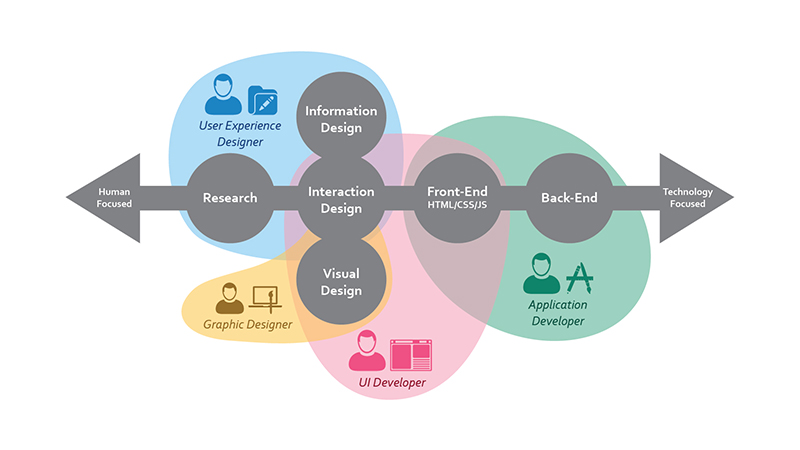 Information
Design
User Experience
Designer
Human
Focused
Research
Interaction
Design
Front-End
HTML/CSS/JS
Back-End
Technology
Focused
Visual
Design
Graphic Designer
Application
Developer
UI Developer